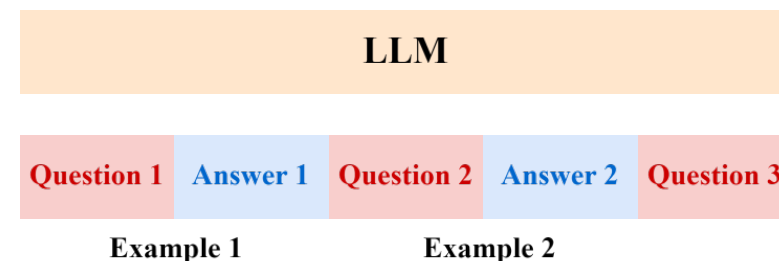 LLM
Question 1 Answer 1 Question 2 Answer 2 Question 3
Example 1 Example 2